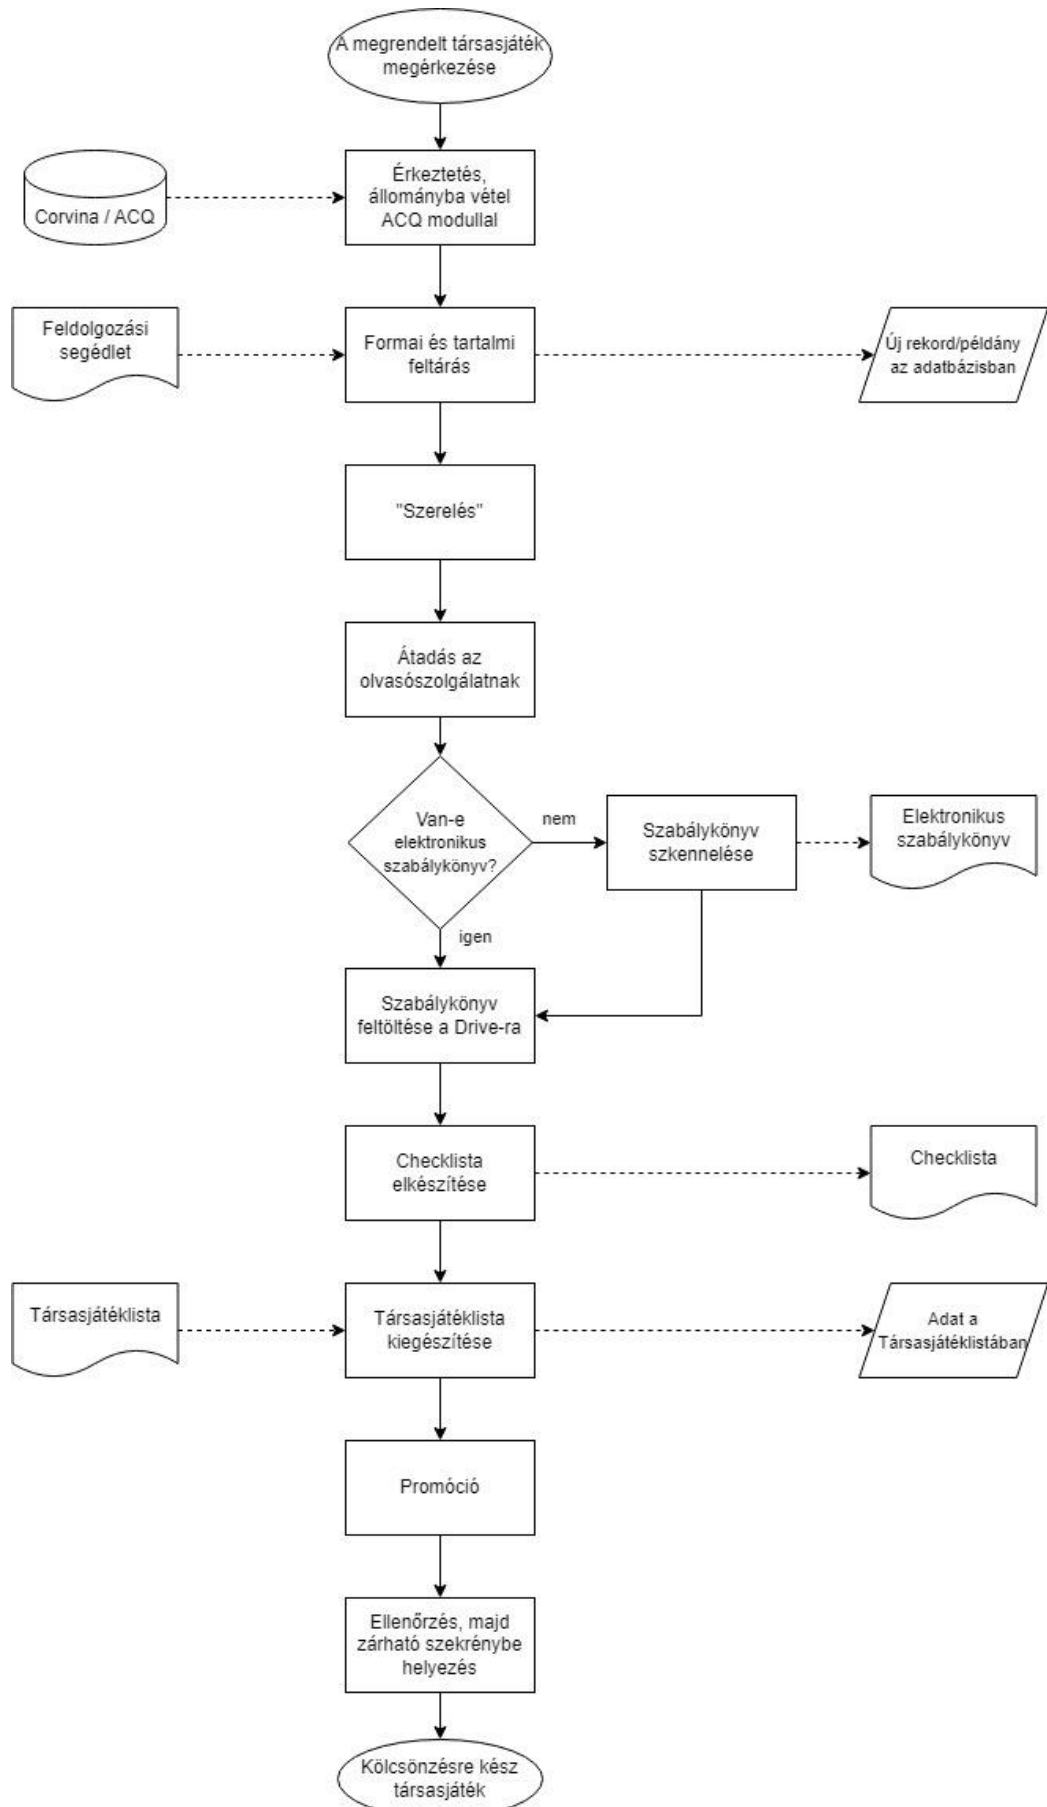 A megrendelt társasjáték
megérkezése
Corvina / ACQ
Érkeztetés,
állományba vétel
ACQ modullal
Feldolgozási
segédlet
Formai és tartalmi
feltárás
Új rekord/példány
az adatbázisban
"Szerelés"
Átadás az
olvasószolgálatnak
Van-e
elektronikus
szabálykönyv?
nem
Szabálykönyv
szkennelése
Elektronikus
szabálykönyv
igen
Szabálykönyv
feltöltése a Drive-ra
Checklista
elkészítése
Checklista
Társasjátéklista
Társasjátéklista
kiegészítése
Adat a
Társasjátéklistában
Promóció
Ellenőrzés, majd
zárható szekrénybe
helyezés
Kölcsönzésre kész
társasjáték